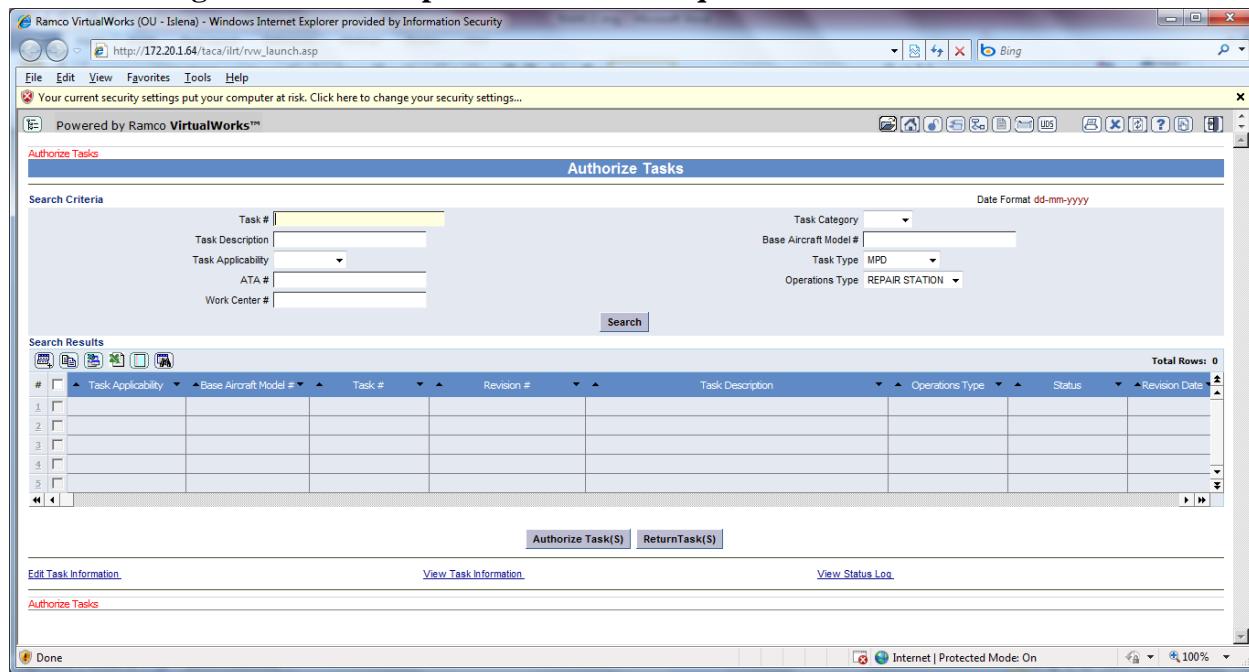 Ramco VirtualWorks (OU - Islena) - Windows Internet Explorer provided by Information Security
http://172.20.1.64/taca/ilrt/rvw_launch.asp Bing
File Edit View Favorites Tools Help
Your current security settings put your computer at risk. Click here to change your security settings...
Powered by Ramco VirtualWorks™ UDS
Authorize Tasks
Authorize Tasks
Search Criteria Date Format dd-mm-yyyy
Task # Task Category
Task Description Base Aircraft Model #
Task Applicability Task Type MPD
ATA # Operations Type REPAIR STATION
Work Center #
Search
Search Results
Total Rows: 0
# Task Applicability Base Aircraft Model # Task # Revision # Task Description Operations Type Status Revision Date
1
2
3
4
5
Authorize Task(S) ReturnTask(S)
Edit Task Information View Task Information View Status Log
Authorize Tasks
Done Internet | Protected Mode: On 100%